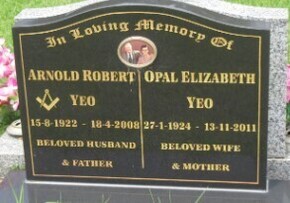 In Loving Memory Of
ARNOLD ROBERT
YEO
15-8-1922 - 18-4-2008
BELOVED HUSBAND
& FATHER
OPAL ELIZABETH
YEO
27-1-1924 - 13-11-2011
BELOVED WIFE
& MOTHER